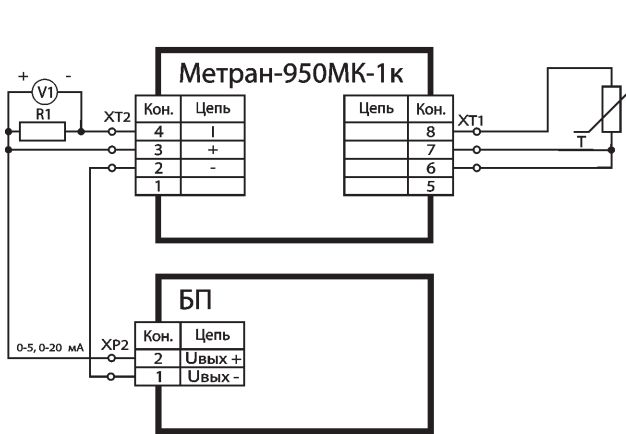 Метран-950МК-1к
+ -
V1
R1
XT2
Кон. Цепь
4 I
3 +
2 -
1
Цепь Кон.
8
7
6
5
XT1
T
БП
0-5, 0-20 мА
XP2
Кон. Цепь
2 Uвых +
1 Uвых -